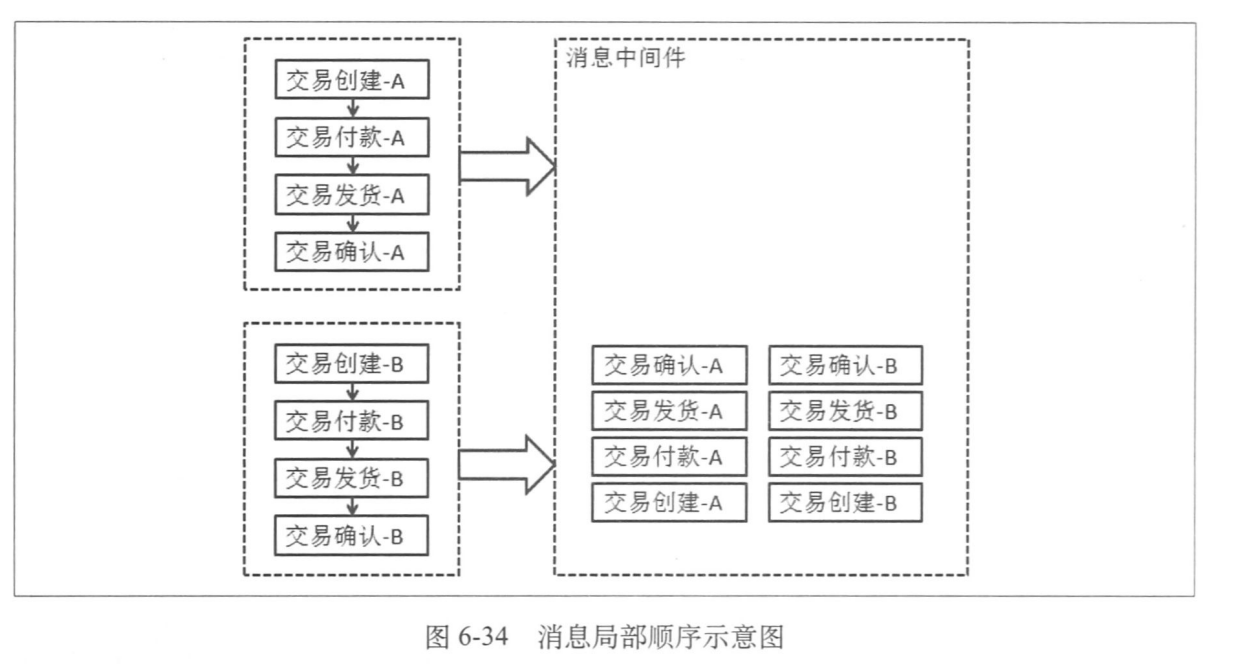 交易创建-A
交易付款-A
交易发货-A
交易确认-A
交易创建-B
交易付款-B
交易发货-B
交易确认-B
消息中间件
交易确认-A 交易确认-B
交易发货-A 交易发货-B
交易付款-A 交易付款-B
交易创建-A 交易创建-B
图 6-34 消息局部顺序示意图